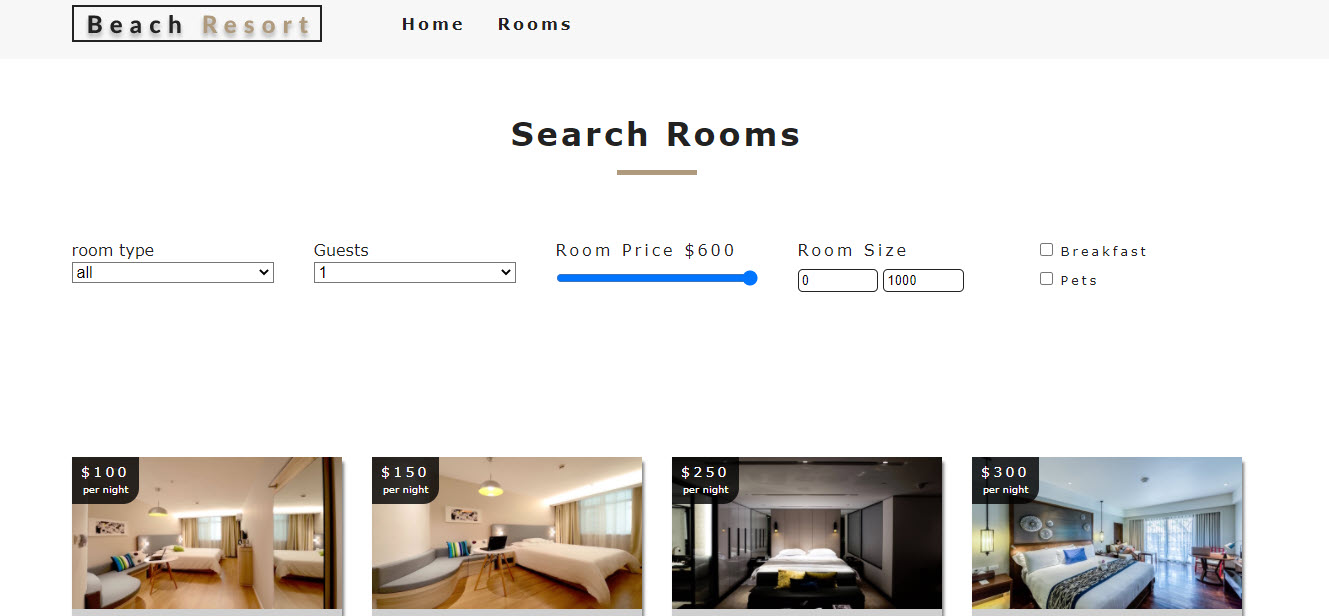 Beach Resort Home Rooms
Search Rooms
room type Guests Room Price $600 Room Size Breakfast
all 1 0 1000 Pets
$100 $150 $250 $300
per night per night per night per night